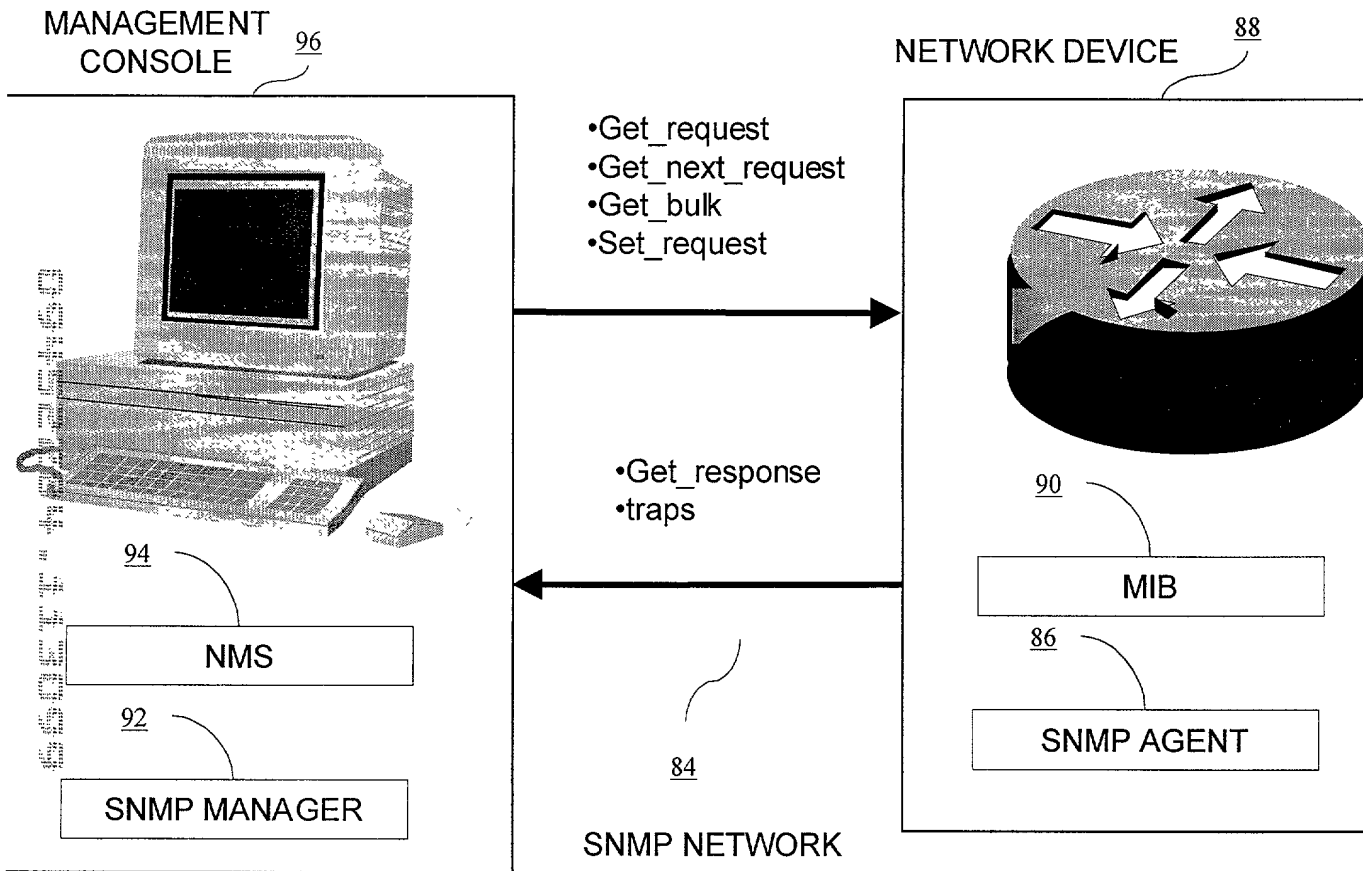 MANAGEMENT
CONSOLE
96
NETWORK DEVICE
88
•Get_request
•Get_next_request
•Get_bulk
•Set_request
•Get_response
•traps
94
NMS
92
SNMP MANAGER
90
MIB
86
SNMP AGENT
84
SNMP NETWORK